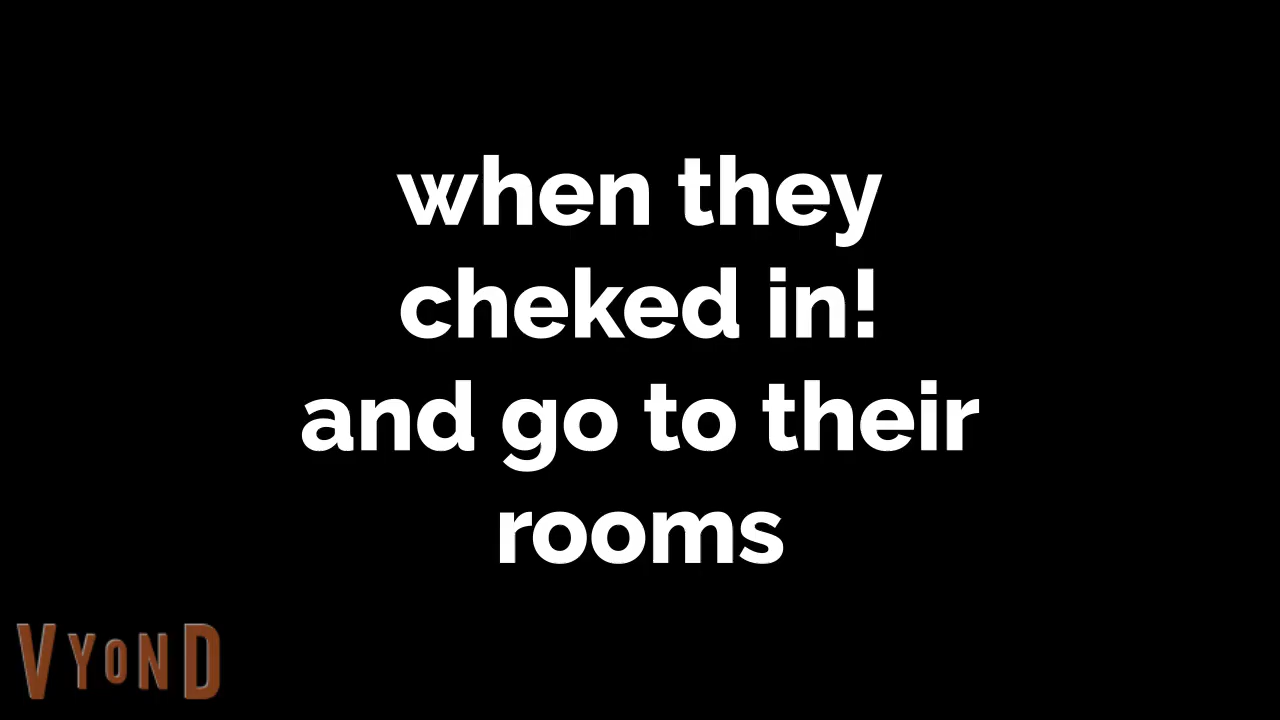 when they
cheked in!
and go to their
rooms
VYOND